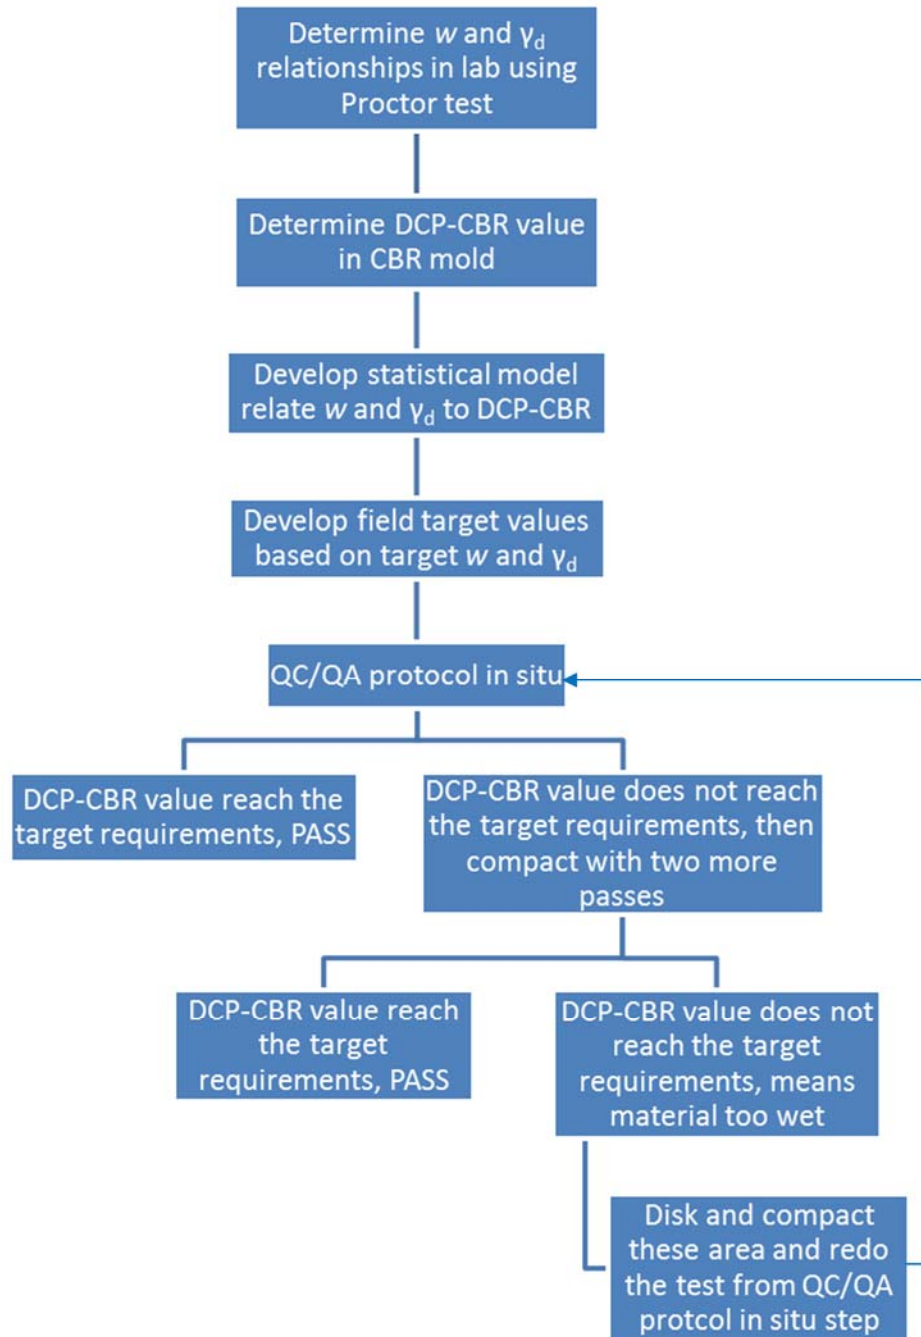 Determine w and γd
relationships in lab using
Proctor test
Determine DCP-CBR value
in CBR mold
Develop statistical model
relate w and γd to DCP-CBR
Develop field target values
based on target w and γd
QC/QA protocol in situ
DCP-CBR value reach the
target requirements, PASS
DCP-CBR value does not reach
the target requirements, then
compact with two more
passes
DCP-CBR value reach
the target
requirements, PASS
DCP-CBR value does not
reach the target
requirements, means
material too wet
Disk and compact
these area and redo
the test from QC/QA
protcol in situ step